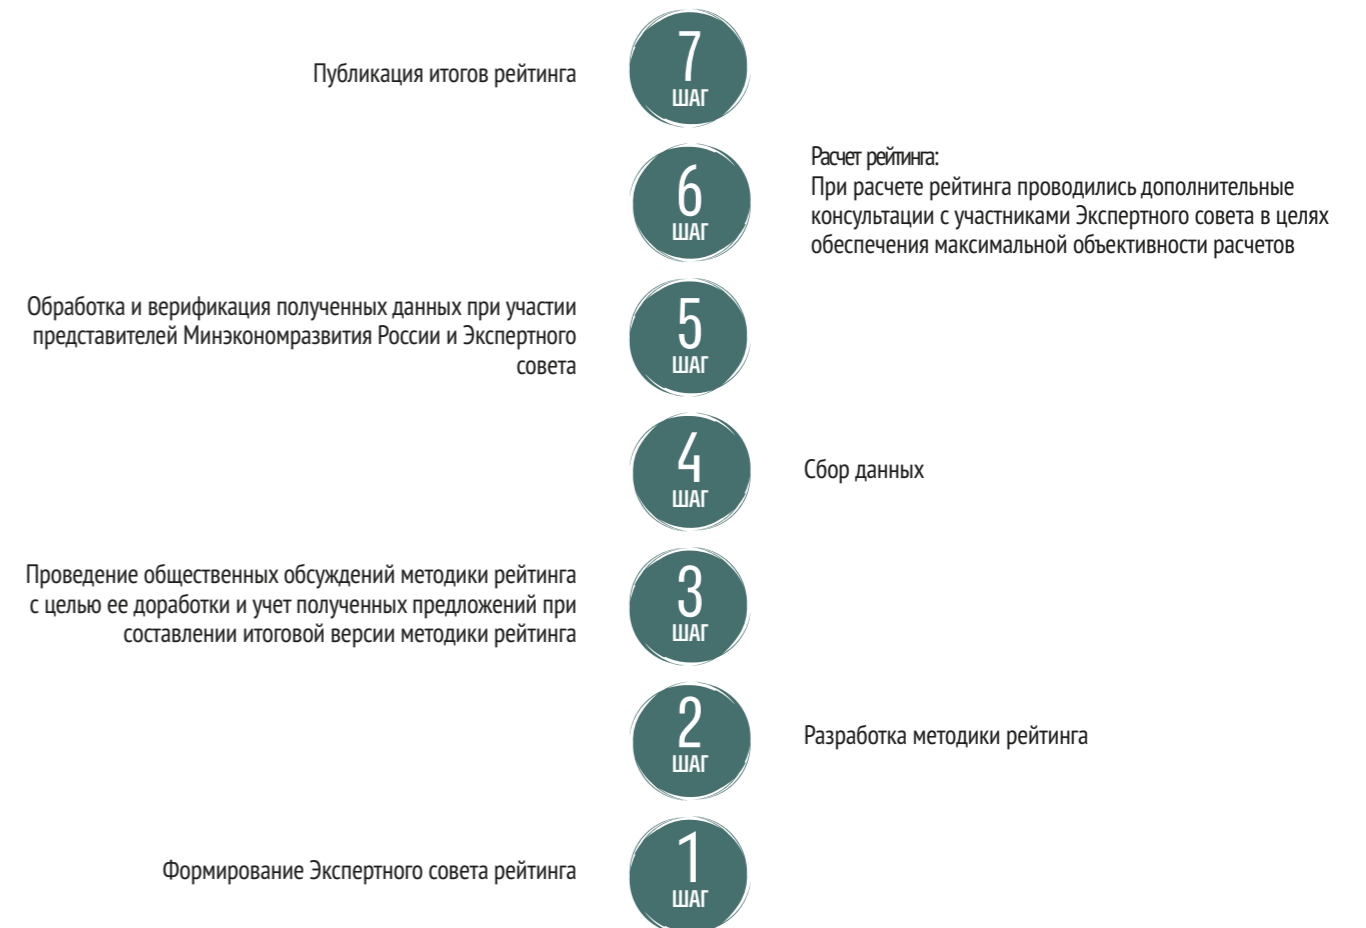 Публикация итогов рейтинга
7
ШАГ
6
ШАГ
Расчет рейтинга:
При расчете рейтинга проводились дополнительные
консультации с участниками Экспертного совета в целях
обеспечения максимальной объективности расчетов
Обработка и верификация полученных данных при участии
представителей Минэкономразвития России и Экспертного
совета
5
ШАГ
4
ШАГ
Сбор данных
Проведение общественных обсуждений методики рейтинга
с целью ее доработки и учет полученных предложений при
составлении итоговой версии методики рейтинга
3
ШАГ
2
ШАГ
Разработка методики рейтинга
Формирование Экспертного совета рейтинга
1
ШАГ